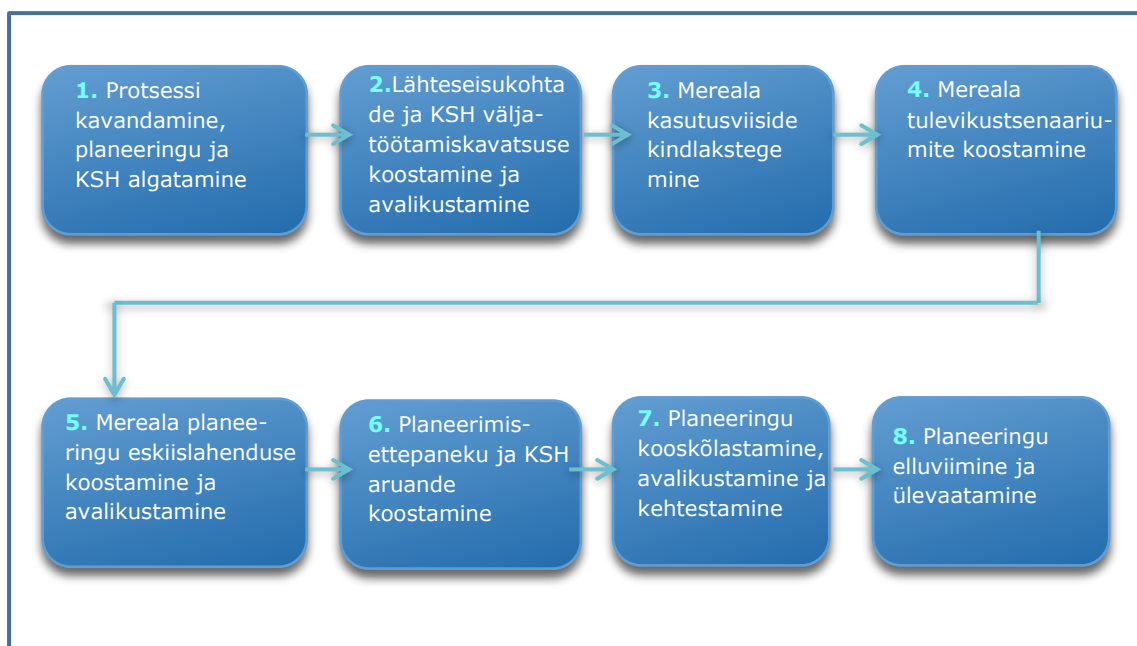 1. Protsessi
kavandamine,
planeeringu ja
KSH algatamine
2.Lähteseisukohta
de ja KSH välja-
töötamiskavatsuse
koostamine ja
avalikustamine
3. Mereala
kasutusviiside
kindlakstege
mine
4. Mereala
tulevikustsenaariu-
mite koostamine
5. Mereala planee-
ringu eskiislahenduse
koostamine ja
avalikustamine
6. Planeerimis-
ettepaneku ja KSH
aruande
koostamine
7. Planeeringu
kooskõlastamine,
avalikustamine ja
kehtestamine
8. Planeeringu
elluviimine ja
ülevaatamine